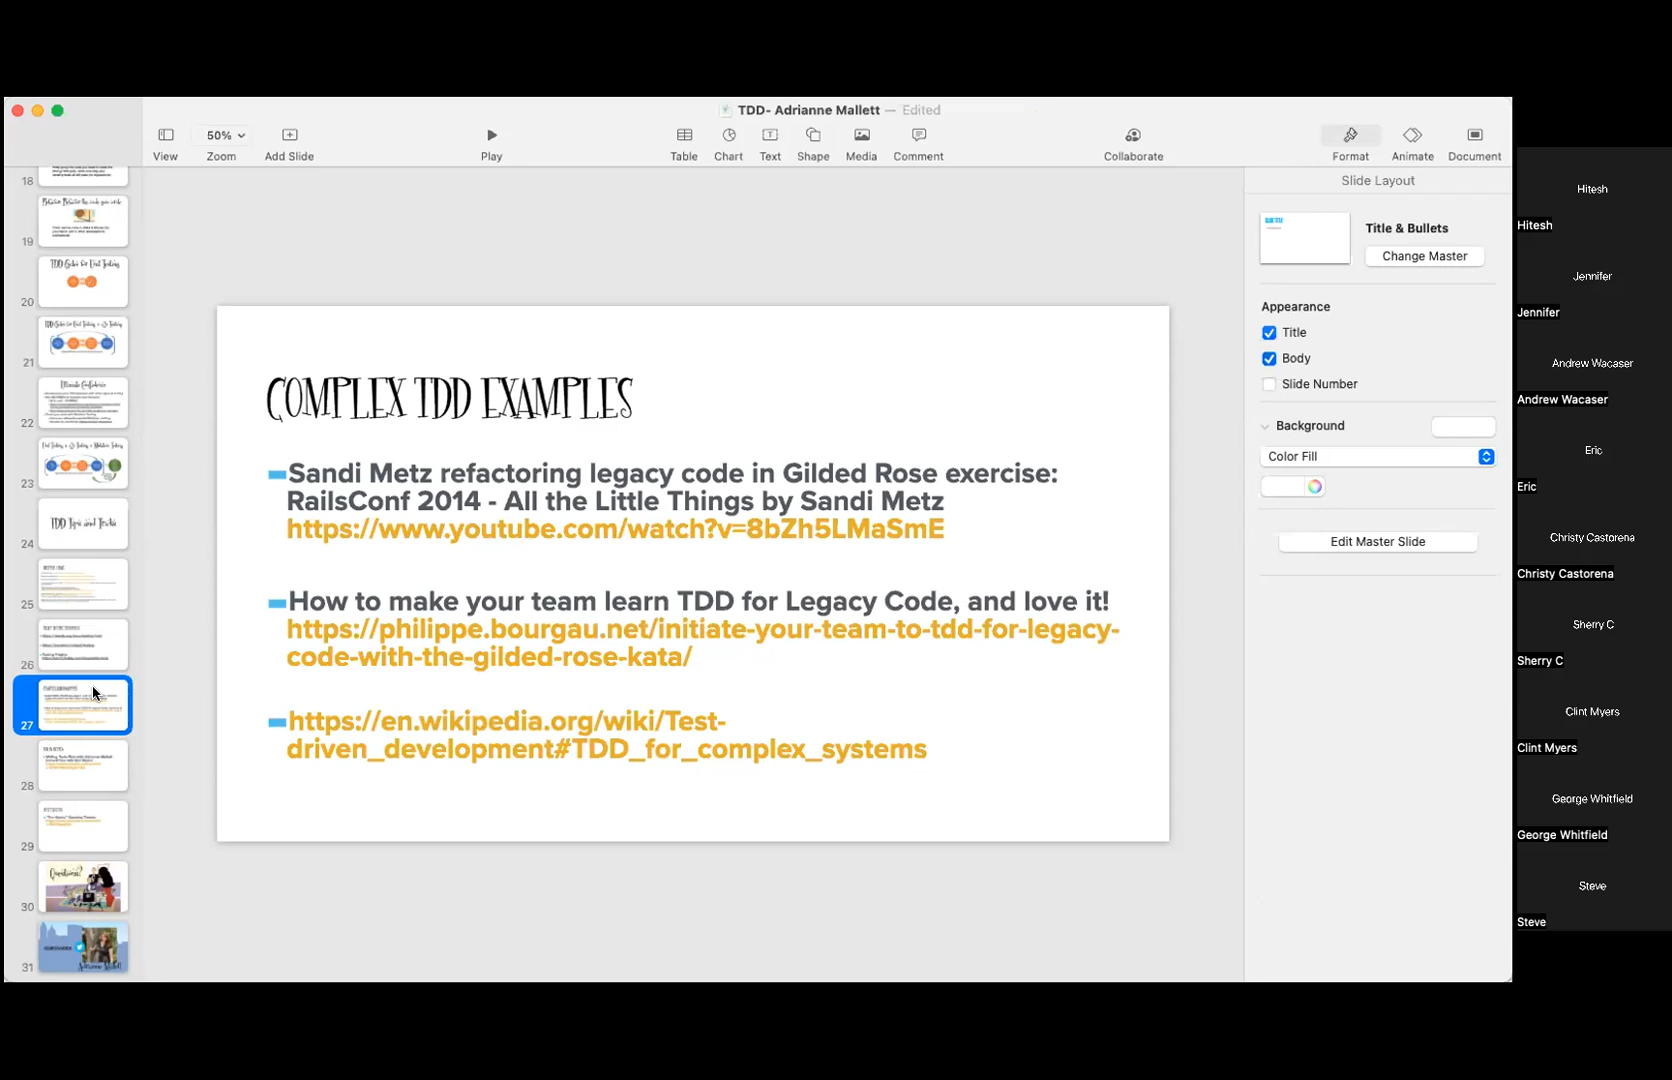 TDD- Adrianne Mallett — Edited
View
50%
Zoom
Add Slide
Play
Table
Chart
Text
Shape
Media
Comment
Collaborate
Format
Animate
Document
18
19
20
21
22
23
TDD Tips and Tricks
24
25
26
27
28
29
Questions?
30
Adrianne Mallett
31
COMPLEX TDD EXAMPLES
Sandi Metz refactoring legacy code in Gilded Rose exercise:
RailsConf 2014 - All the Little Things by Sandi Metz
https://www.youtube.com/watch?v=8bZh5LMaSmE
How to make your team learn TDD for Legacy Code, and love it!
https://philippe.bourgau.net/initiate-your-team-to-tdd-for-legacy-
code-with-the-gilded-rose-kata/
https://en.wikipedia.org/wiki/Test-
driven_development#TDD_for_complex_systems
Slide Layout
Title & Bullets
Change Master
Appearance
Title
Body
Slide Number
Background
Color Fill
Edit Master Slide
Hitesh
Hitesh
Jennifer
Jennifer
Andrew Wacaser
Andrew Wacaser
Eric
Eric
Christy Castorena
Christy Castorena
Sherry C
Sherry C
Clint Myers
Clint Myers
George Whitfield
George Whitfield
Steve
Steve